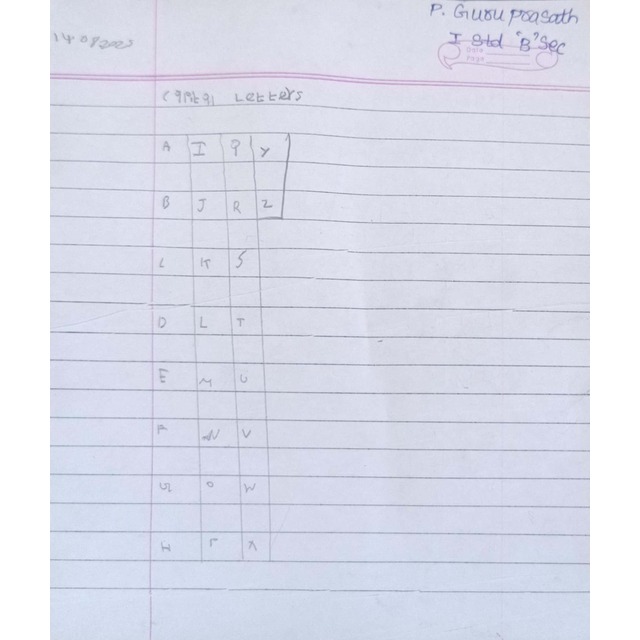 P. Guru prasath
I Std "B" Sec
14 08 2023
Date
Page
capital Letters
A I Q Y
B J R Z
C K S
D L T
E M U
F N V
G O W
H P X